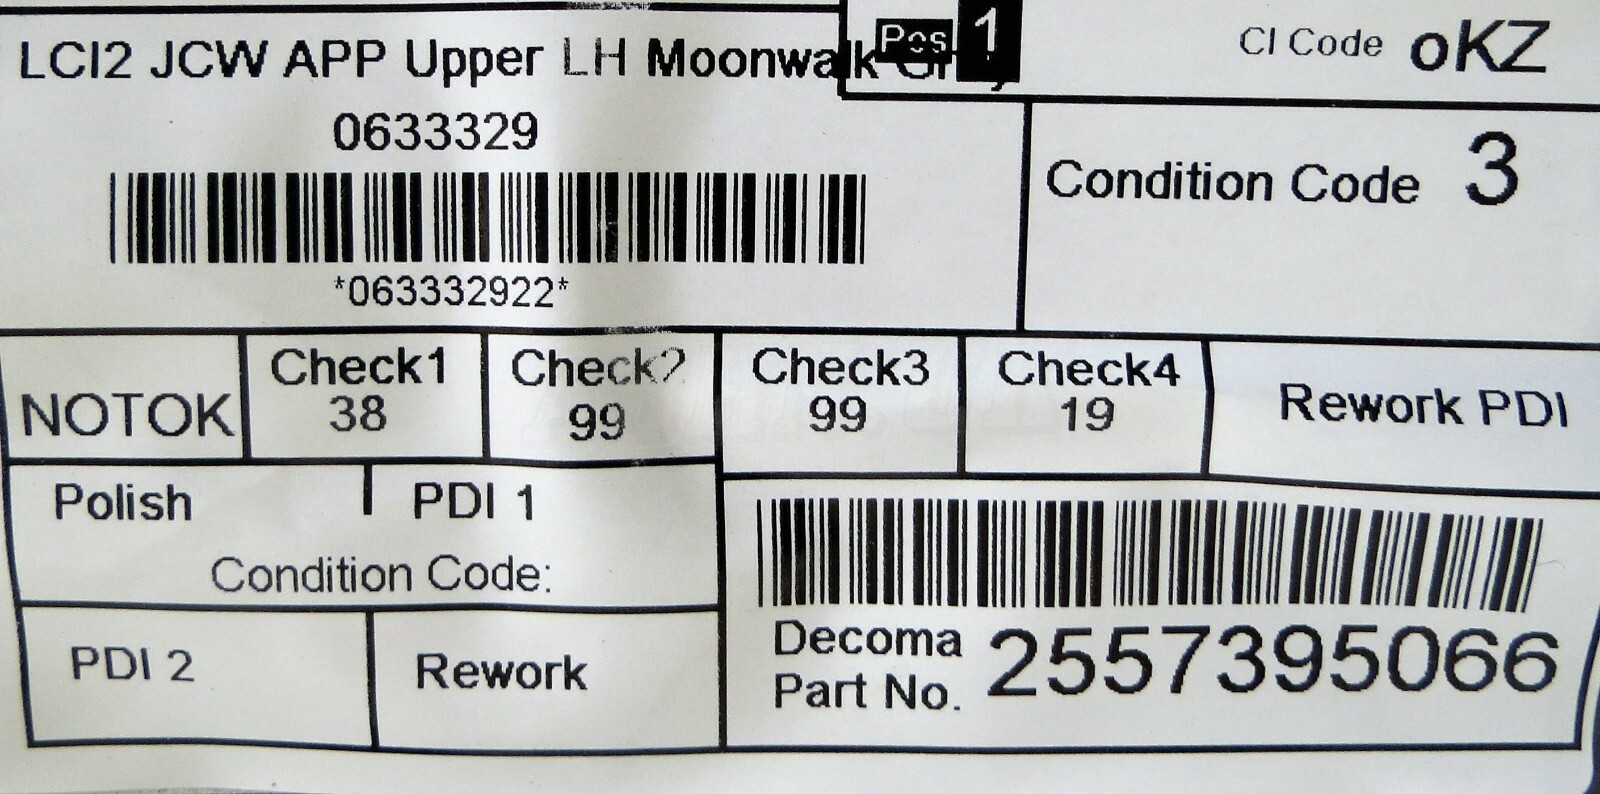 LCI2 JCW APP Upper LH Moonwalk
Pos 1
CI Code oKZ
0633329
Condition Code 3
*063332922*
NOTOK
Check1
38
Check2
99
Check3
99
Check4
19
Rework PDI
Polish
PDI 1
Condition Code:
PDI 2
Rework
Decoma
Part No. 2557395066